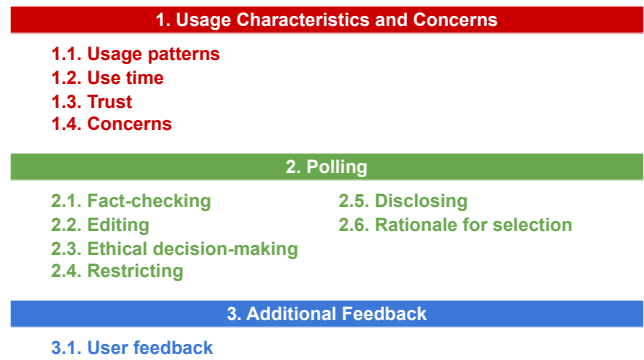 1. Usage Characteristics and Concerns
1.1. Usage patterns
1.2. Use time
1.3. Trust
1.4. Concerns
2. Polling
2.1. Fact-checking
2.2. Editing
2.3. Ethical decision-making
2.4. Restricting
2.5. Disclosing
2.6. Rationale for selection
3. Additional Feedback
3.1. User feedback